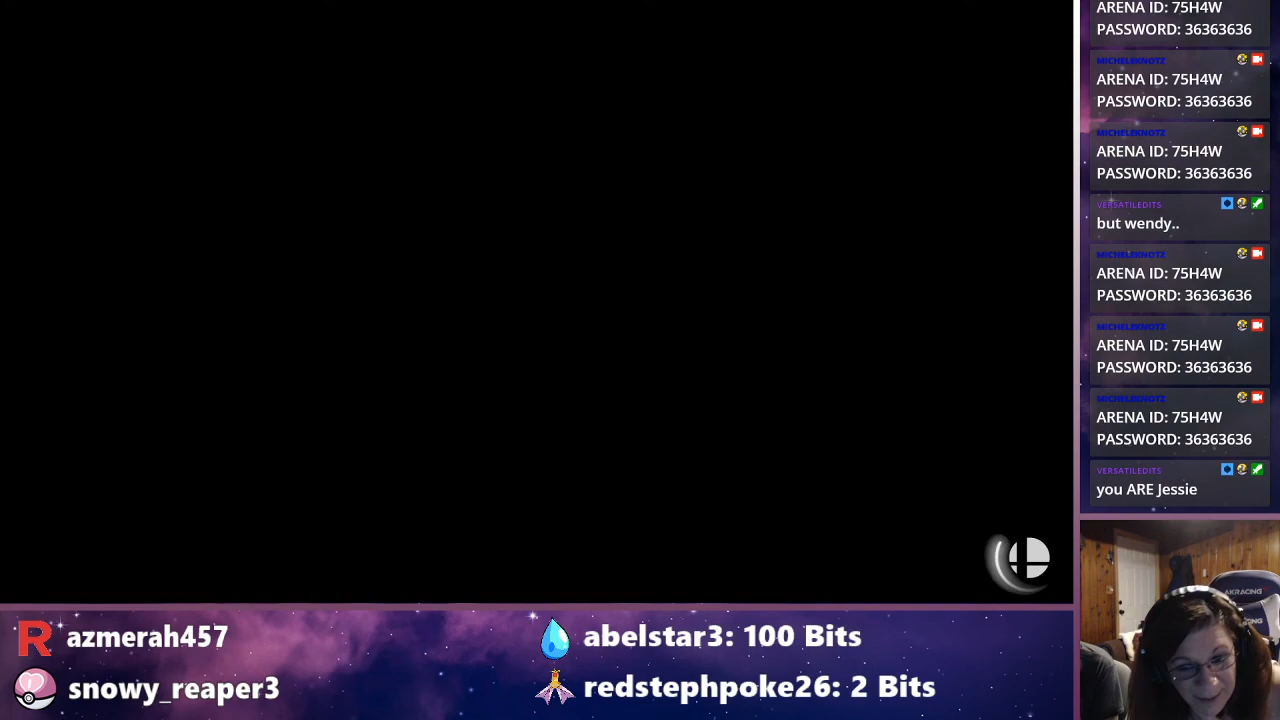 ARENA ID: 75H4W
PASSWORD: 36363636
MICHELEKNOTZ
ARENA ID: 75H4W
PASSWORD: 36363636
MICHELEKNOTZ
ARENA ID: 75H4W
PASSWORD: 36363636
VERSATILEDITS
but wendy..
MICHELEKNOTZ
ARENA ID: 75H4W
PASSWORD: 36363636
MICHELEKNOTZ
ARENA ID: 75H4W
PASSWORD: 36363636
MICHELEKNOTZ
ARENA ID: 75H4W
PASSWORD: 36363636
VERSATILEDITS
you ARE Jessie
AKRACING
R azmerah457
snowy_reaper3
abelstar3: 100 Bits
redstephpoke26: 2 Bits